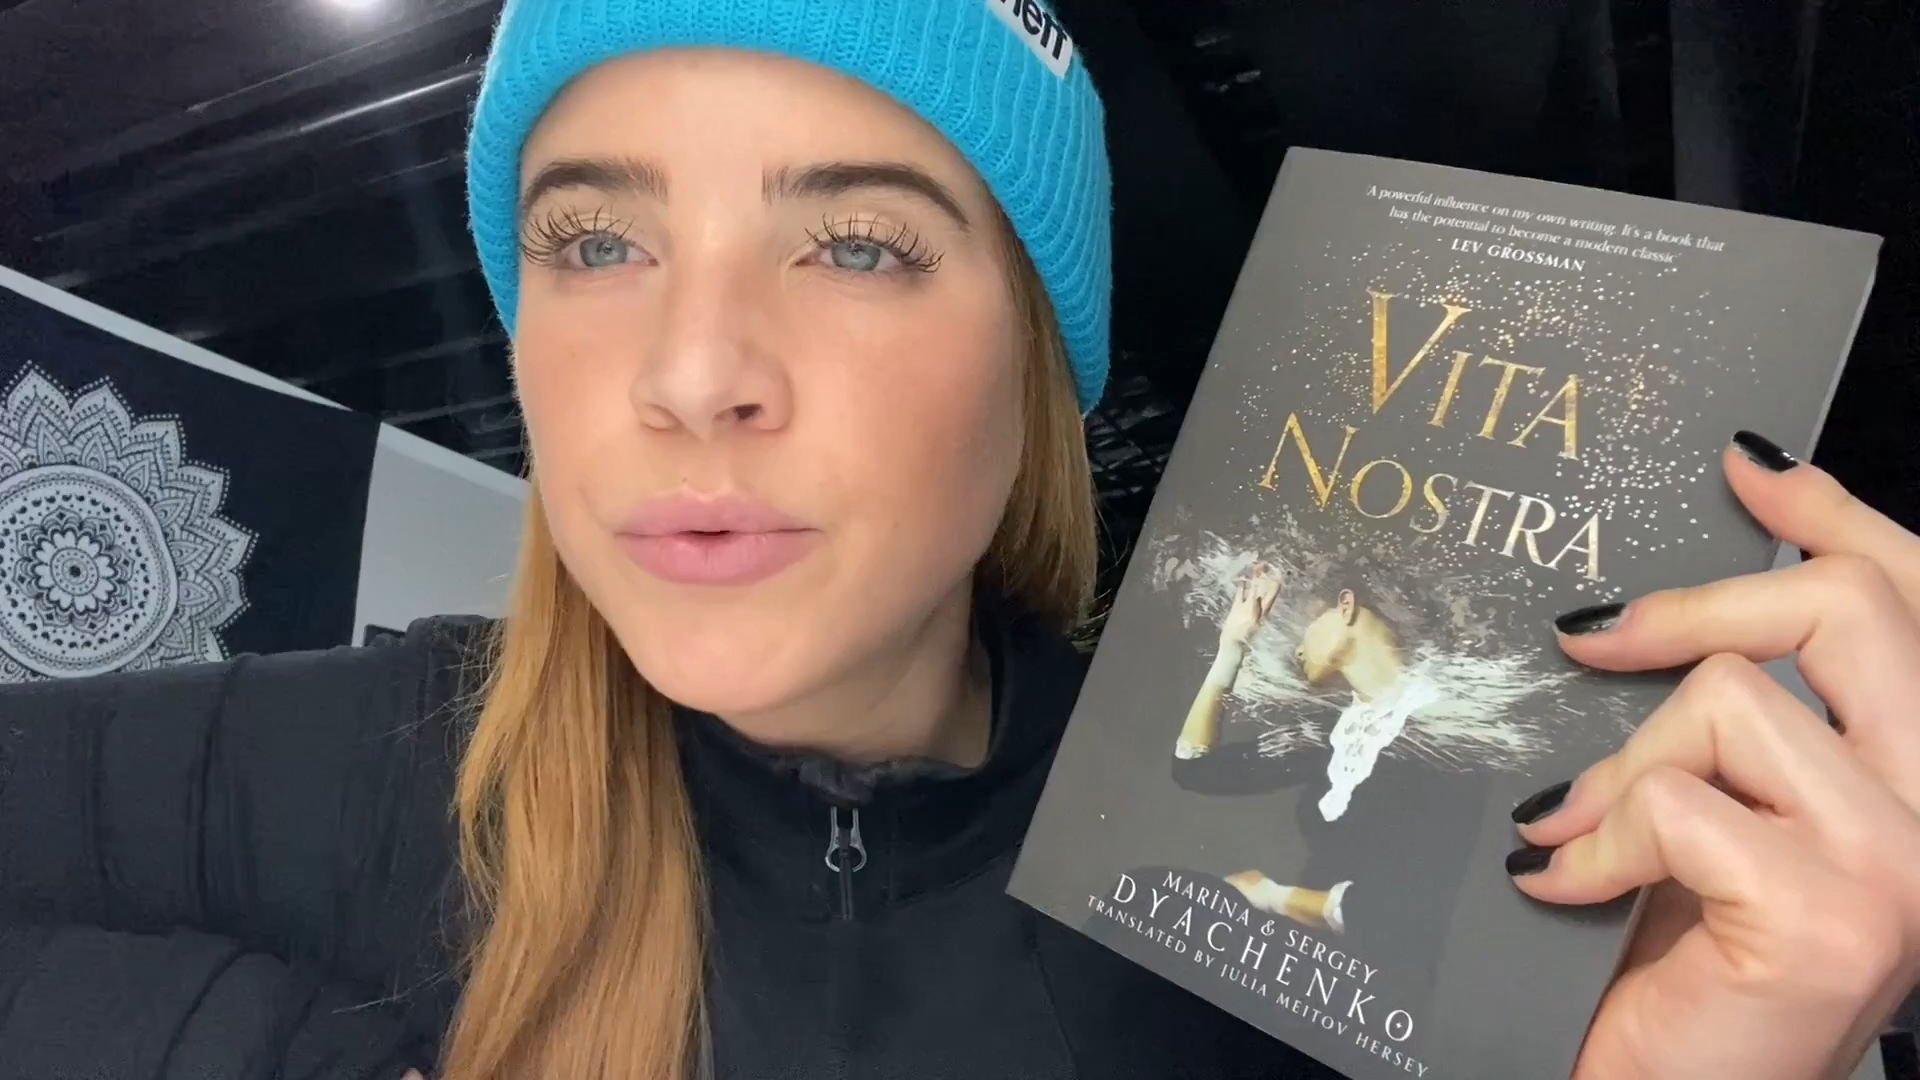 'A powerful influence on my own writing. It's a book that
has the potential to become a modern classic'
LEV GROSSMAN
VITA
NOSTRA
MARINA & SERGEY
DYACHENKO
TRANSLATED BY JULIA MEITOV HERSEY